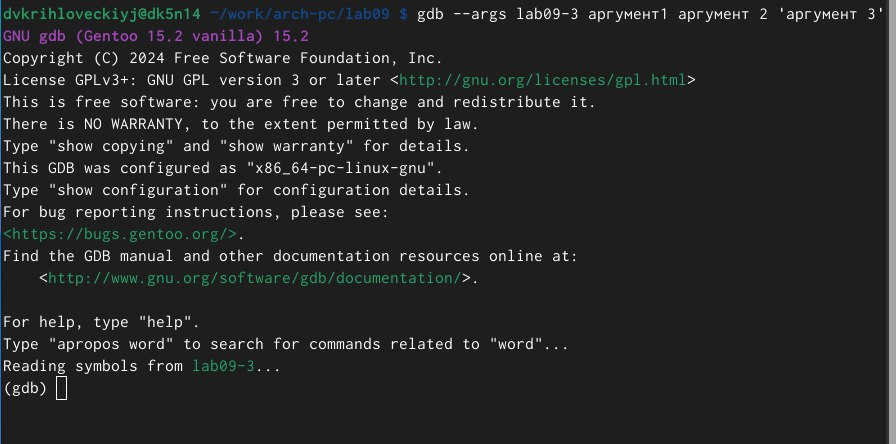 dvkrihloveckiyj@dk5n14 ~/work/arch-pc/lab09 $ gdb --args lab09-3 аргумент1 аргумент 2 'аргумент 3'
GNU gdb (Gentoo 15.2 vanilla) 15.2
Copyright (C) 2024 Free Software Foundation, Inc.
License GPLv3+: GNU GPL version 3 or later <http://gnu.org/licenses/gpl.html>
This is free software: you are free to change and redistribute it.
There is NO WARRANTY, to the extent permitted by law.
Type "show copying" and "show warranty" for details.
This GDB was configured as "x86_64-pc-linux-gnu".
Type "show configuration" for configuration details.
For bug reporting instructions, please see:
<https://bugs.gentoo.org/>.
Find the GDB manual and other documentation resources online at:
    <http://www.gnu.org/software/gdb/documentation/>.

For help, type "help".
Type "apropos word" to search for commands related to "word"...
Reading symbols from lab09-3...
(gdb)